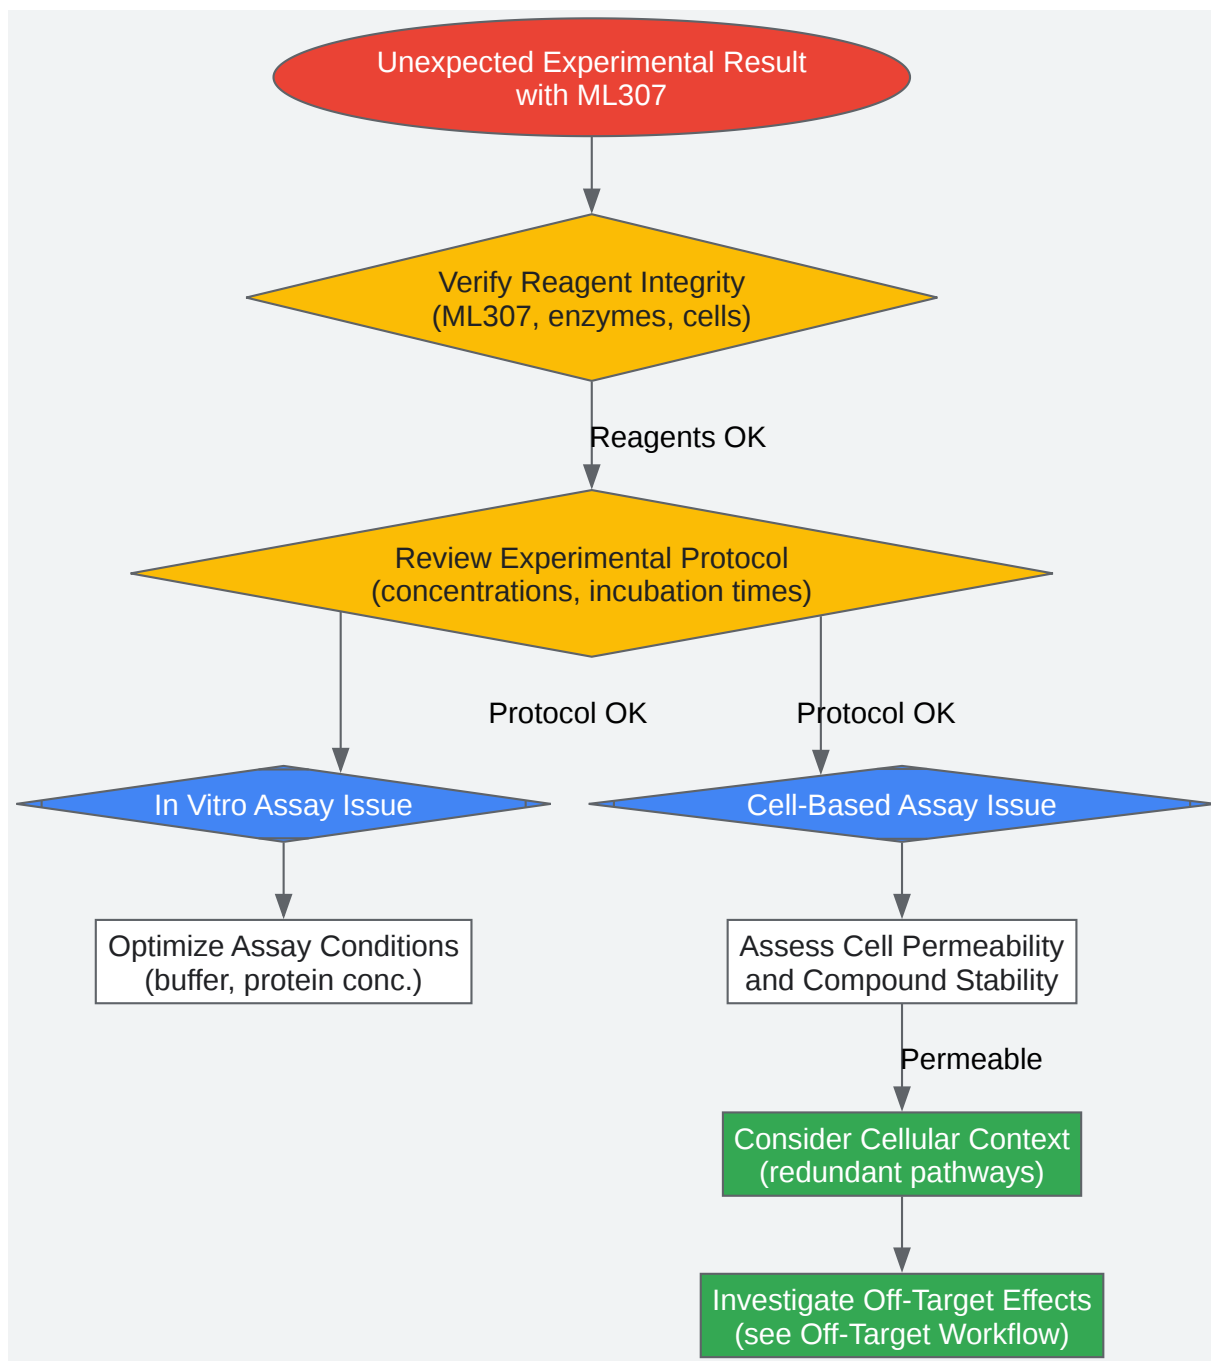 Unexpected Experimental Result
with ML307
Verify Reagent Integrity
(ML307, enzymes, cells)
Reagents OK
Review Experimental Protocol
(concentrations, incubation times)
Protocol OK
Protocol OK
In Vitro Assay Issue
Cell-Based Assay Issue
Optimize Assay Conditions
(buffer, protein conc.)
Assess Cell Permeability
and Compound Stability
Permeable
Consider Cellular Context
(redundant pathways)
Investigate Off-Target Effects
(see Off-Target Workflow)